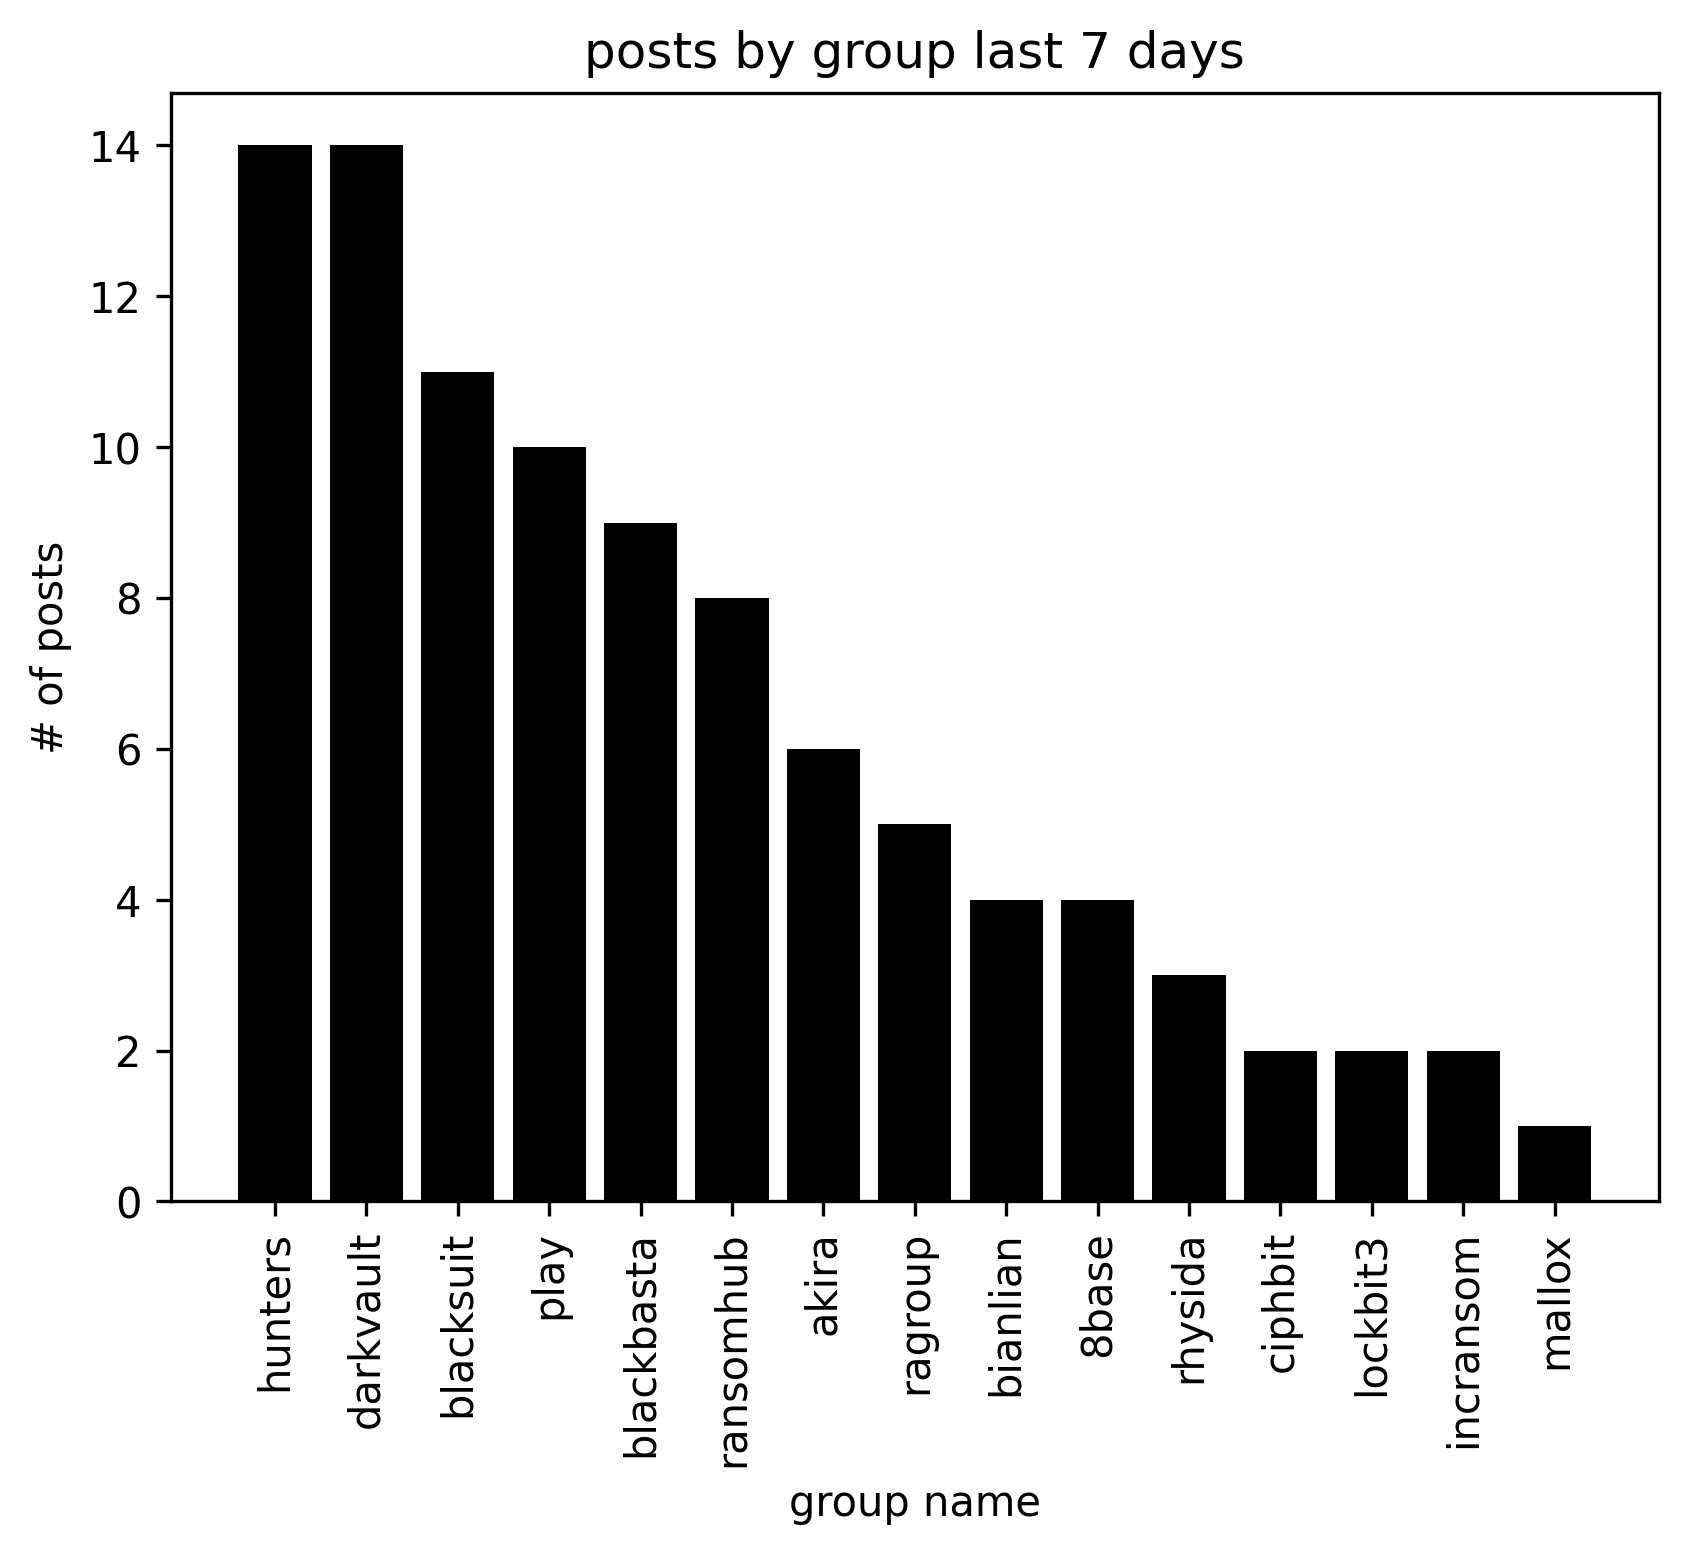 posts by group last 7 days
# of posts
14
12
10
8
6
4
2
0
hunters
darkvault
blacksuit
play
blackbasta
ransomhub
akira
ragroup
bianlian
8base
rhysida
ciphbit
lockbit3
incransom
mallox
group name